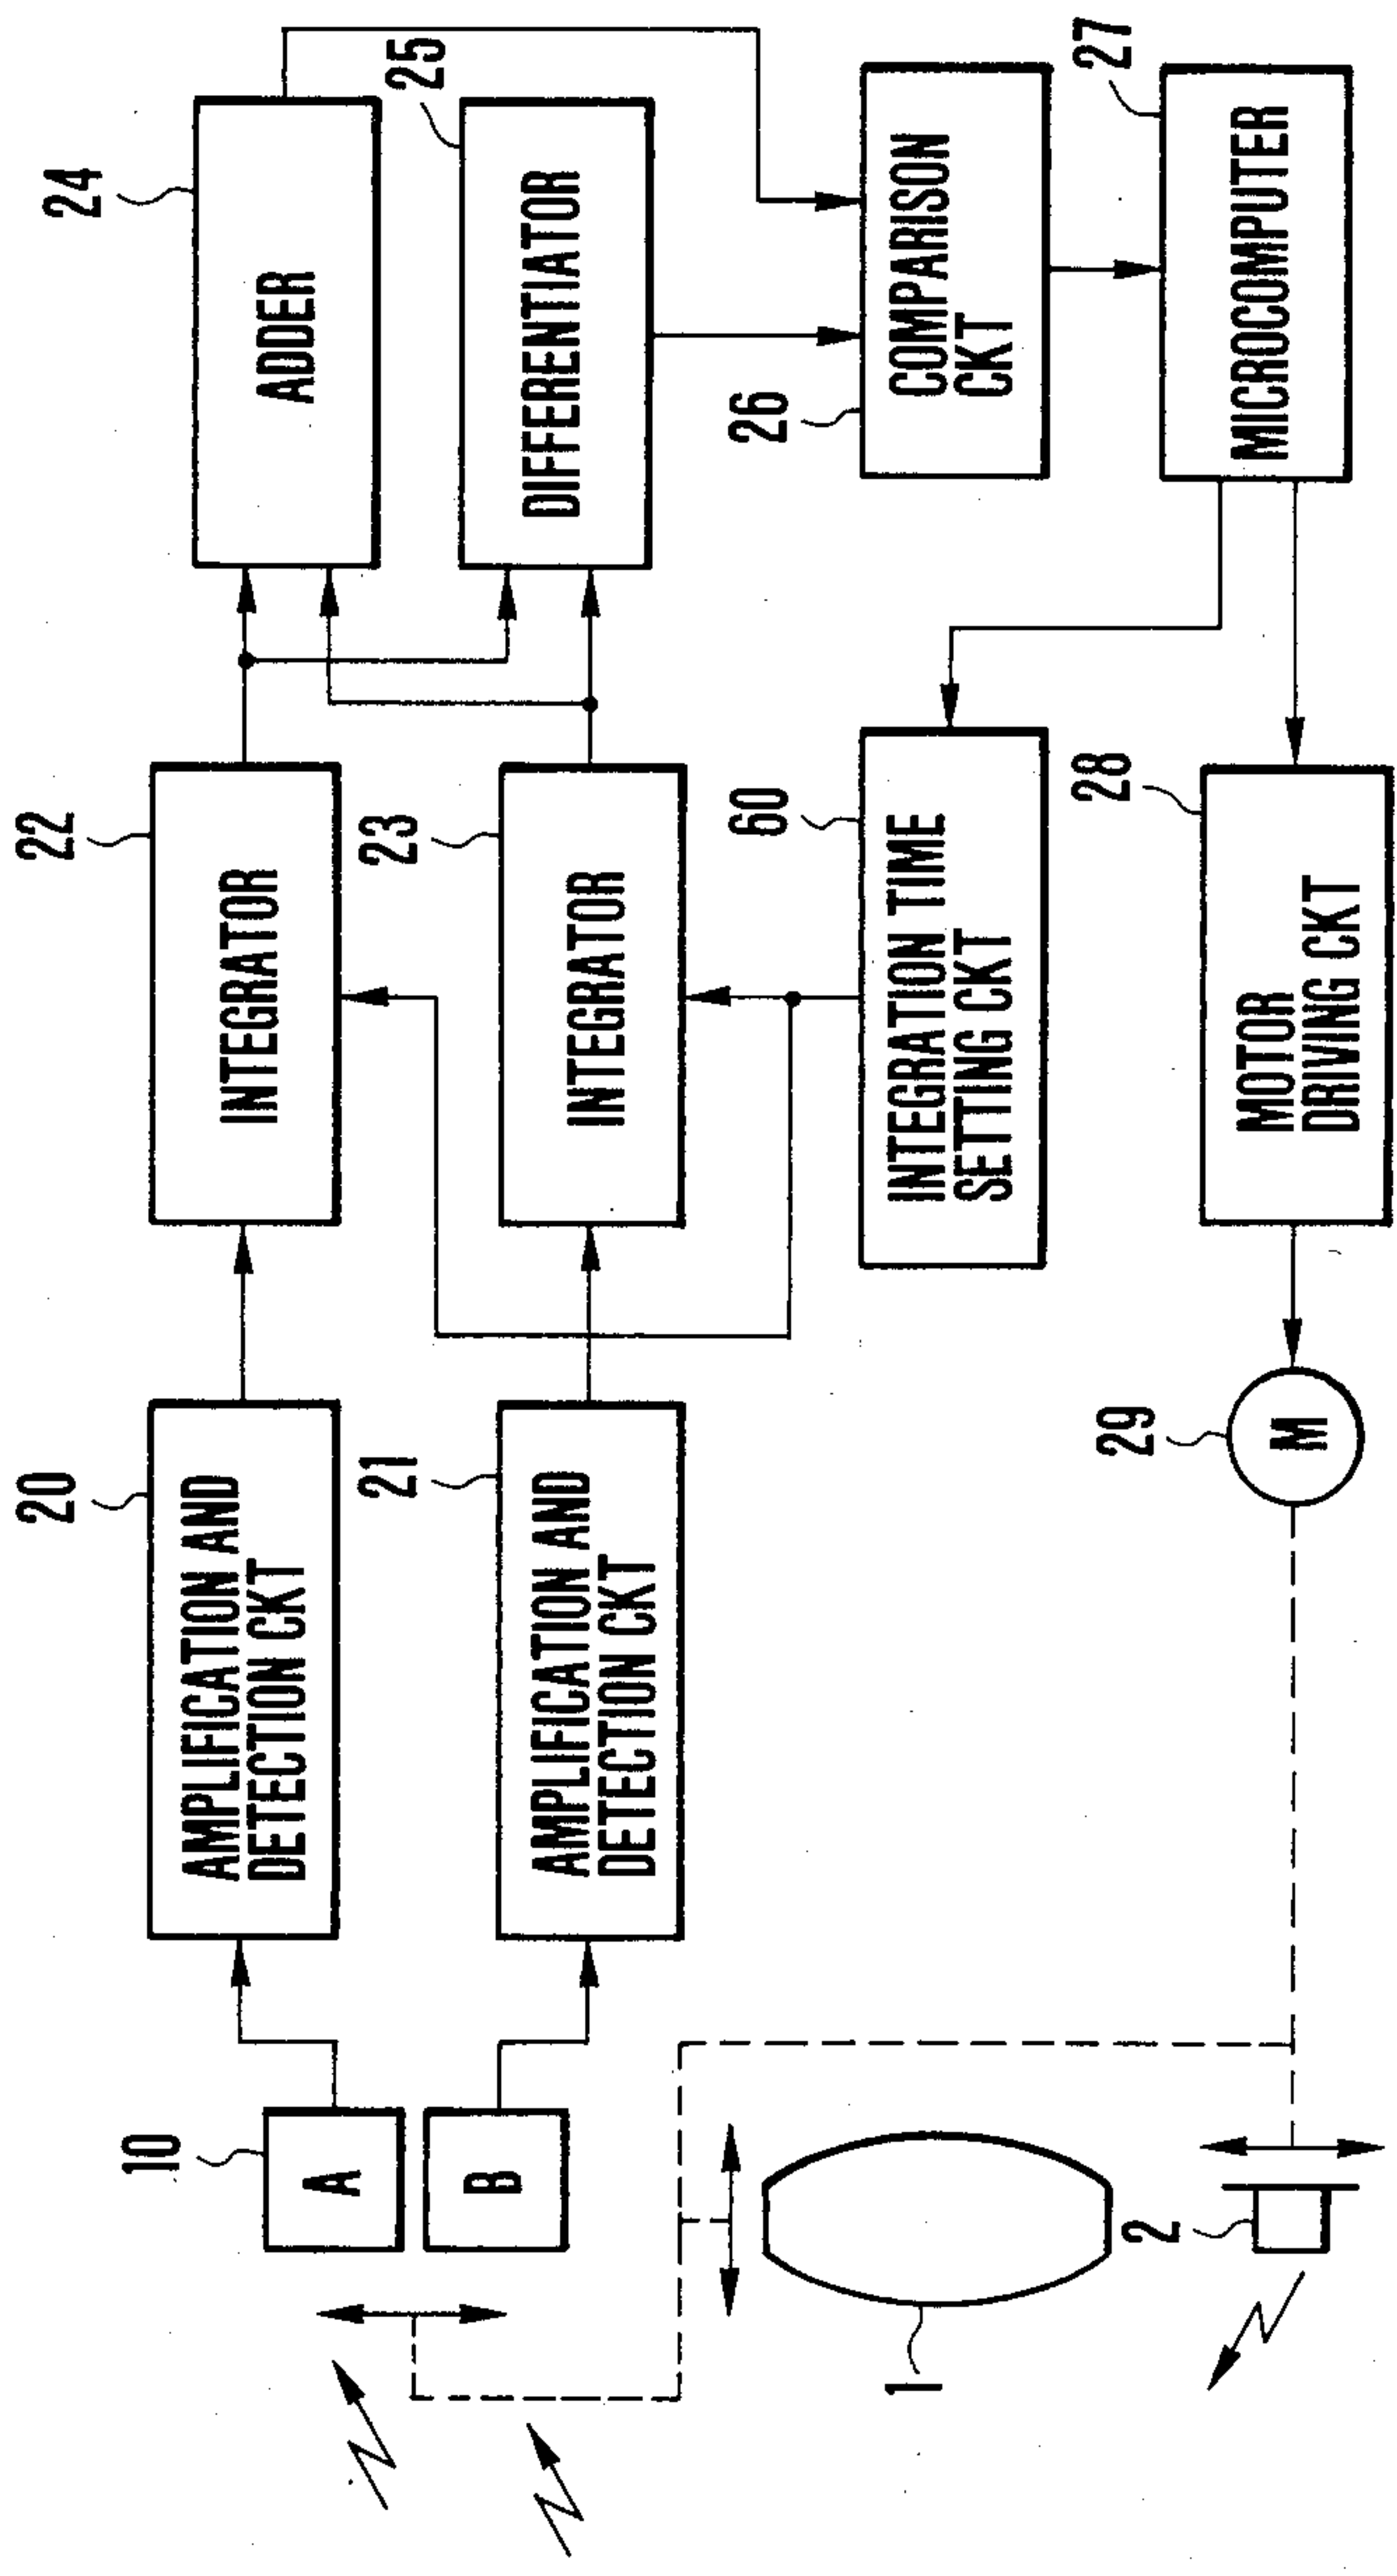 20
AMPLIFICATION AND
DETECTION CKT
22
INTEGRATOR
24
ADDER
10
A
B
21
AMPLIFICATION AND
DETECTION CKT
23
INTEGRATOR
25
DIFFERENTIATOR
1
60
INTEGRATION TIME
SETTING CKT
26
COMPARISON
CKT
2
29
M
28
MOTOR
DRIVING CKT
27
MICROCOMPUTER